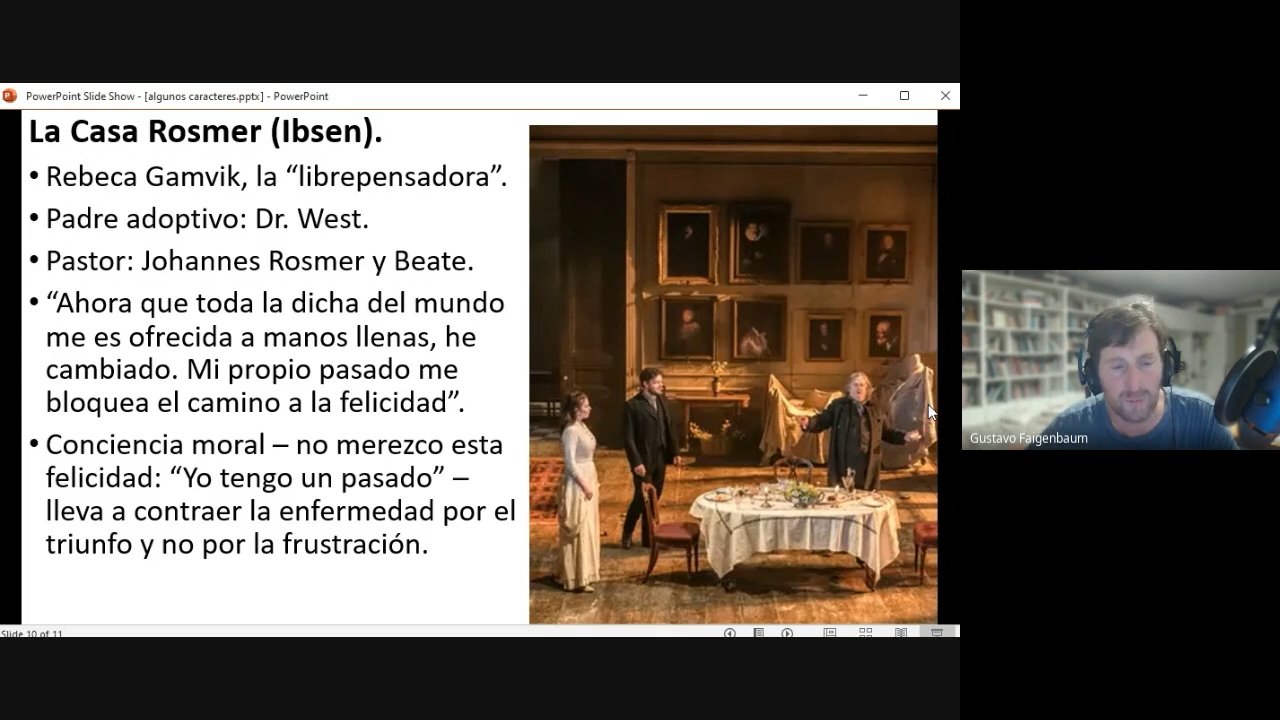 PowerPoint Slide Show - [algunos caracteres.pptx] - PowerPoint
La Casa Rosmer (Ibsen).
• Rebeca Gamvik, la “librepensadora”.
• Padre adoptivo: Dr. West.
• Pastor: Johannes Rosmer y Beate.
• “Ahora que toda la dicha del mundo
me es ofrecida a manos llenas, he
cambiado. Mi propio pasado me
bloquea el camino a la felicidad”.
• Conciencia moral – no merezco esta
felicidad: “Yo tengo un pasado” –
lleva a contraer la enfermedad por el
triunfo y no por la frustración.
Slide 10 of 11
Gustavo Faigenbaum